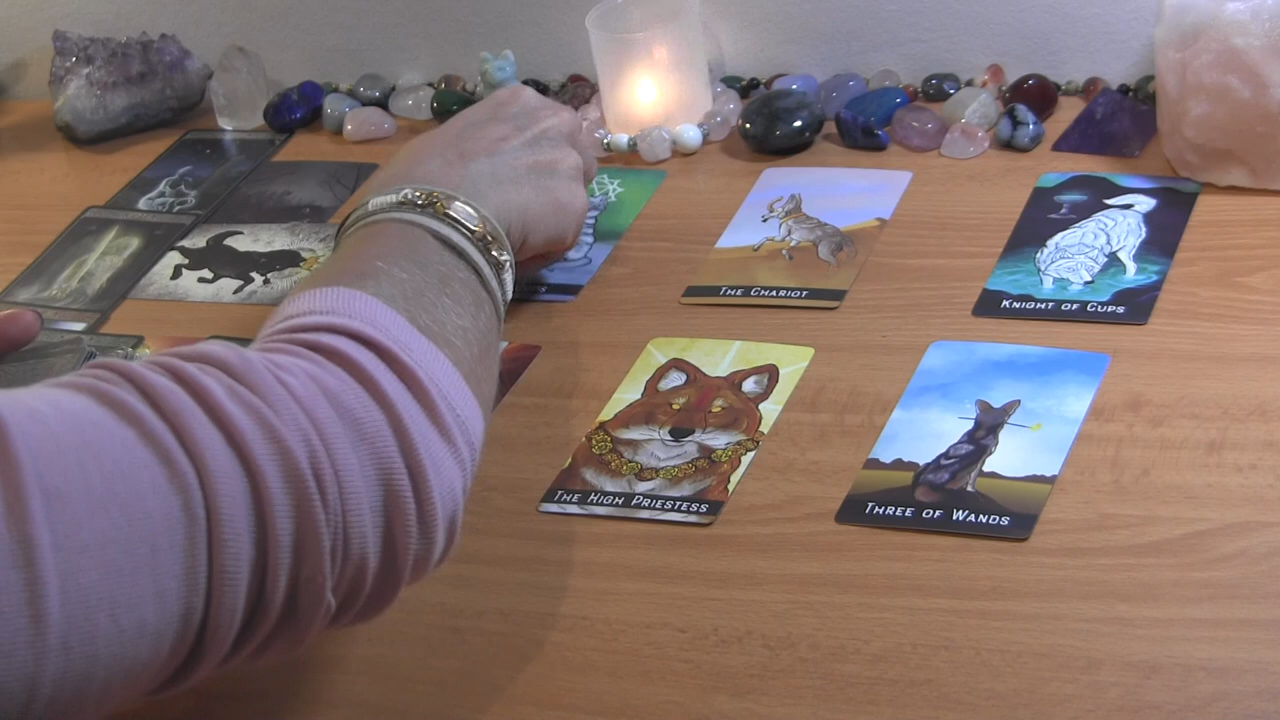 THE CHARIOT
KNIGHT OF CUPS
THE HIGH PRIESTESS
THREE OF WANDS